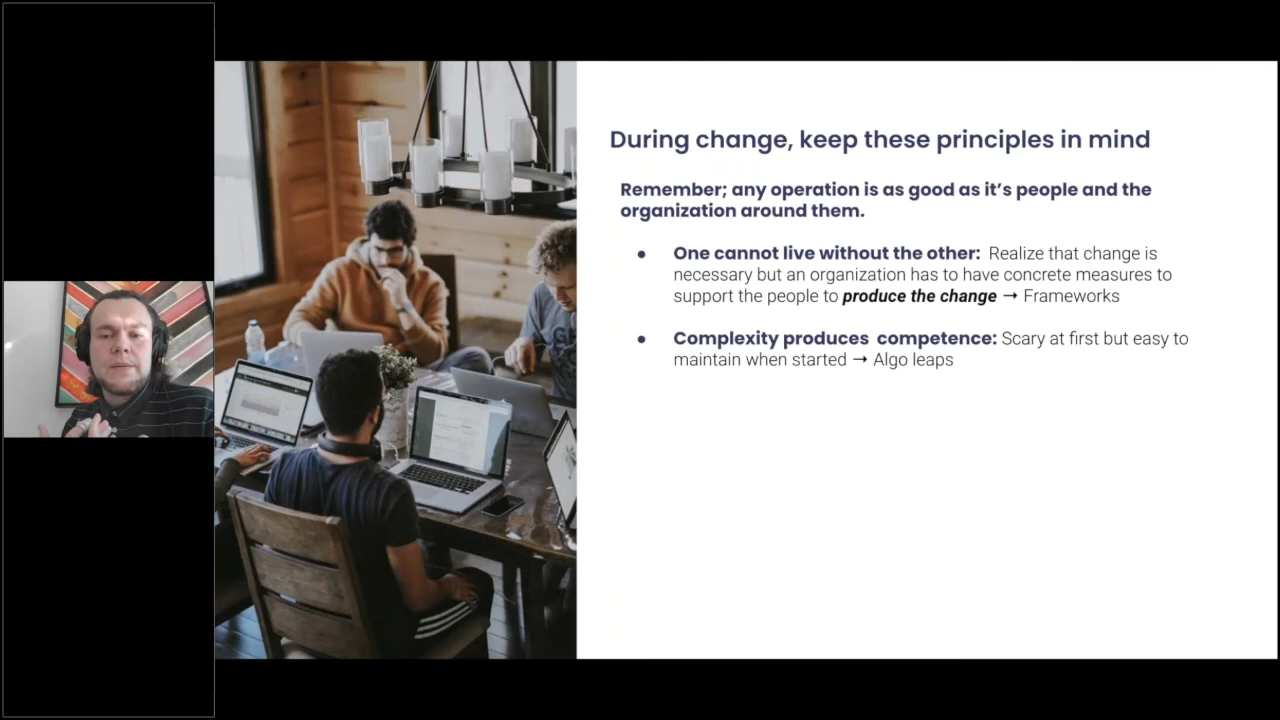 During change, keep these principles in mind
Remember; any operation is as good as it’s people and the
organization around them.
● One cannot live without the other: Realize that change is
necessary but an organization has to have concrete measures to
support the people to produce the change → Frameworks
● Complexity produces competence: Scary at first but easy to
maintain when started → Algo leaps